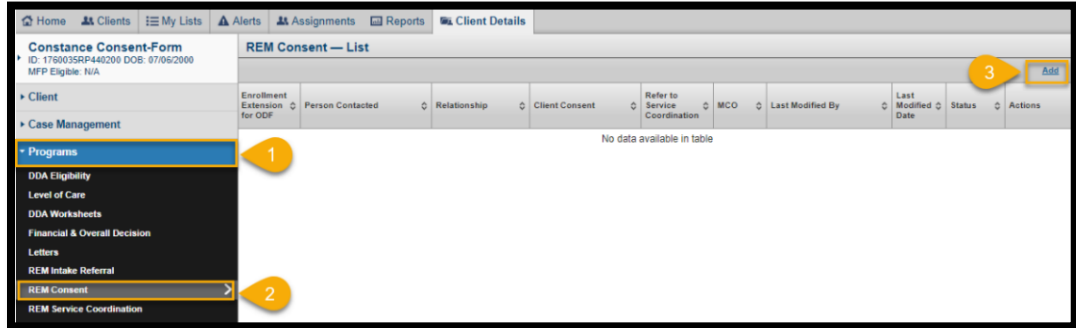 Home Clients My Lists Alerts Assignments Reports Client Details
Constance Consent-Form
ID: 1760035RP440200 DOB: 07/06/2000
MFP Eligible: N/A
REM Consent — List
3
Add
Client
Case Management
Programs
1
DDA Eligibility
Level of Care
DDA Worksheets
Financial & Overall Decision
Letters
REM Intake Referral
REM Consent
2
REM Service Coordination
Enrollment
Extension
for ODF
Person Contacted
Relationship
Client Consent
Refer to
Service
Coordination
MCO
Last Modified By
Last
Modified
Date
Status
Actions
No data available in table